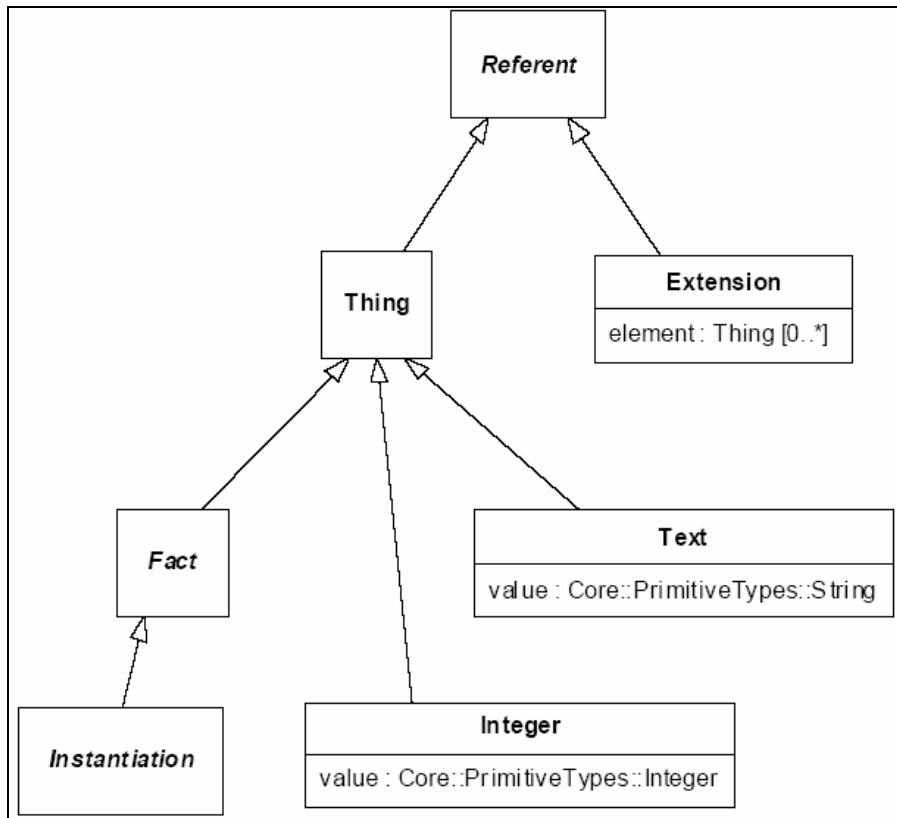 Referent
Thing
Extension
element : Thing [0..*]
Fact
Text
value : Core::PrimitiveTypes::String
Instantiation
Integer
value : Core::PrimitiveTypes::Integer